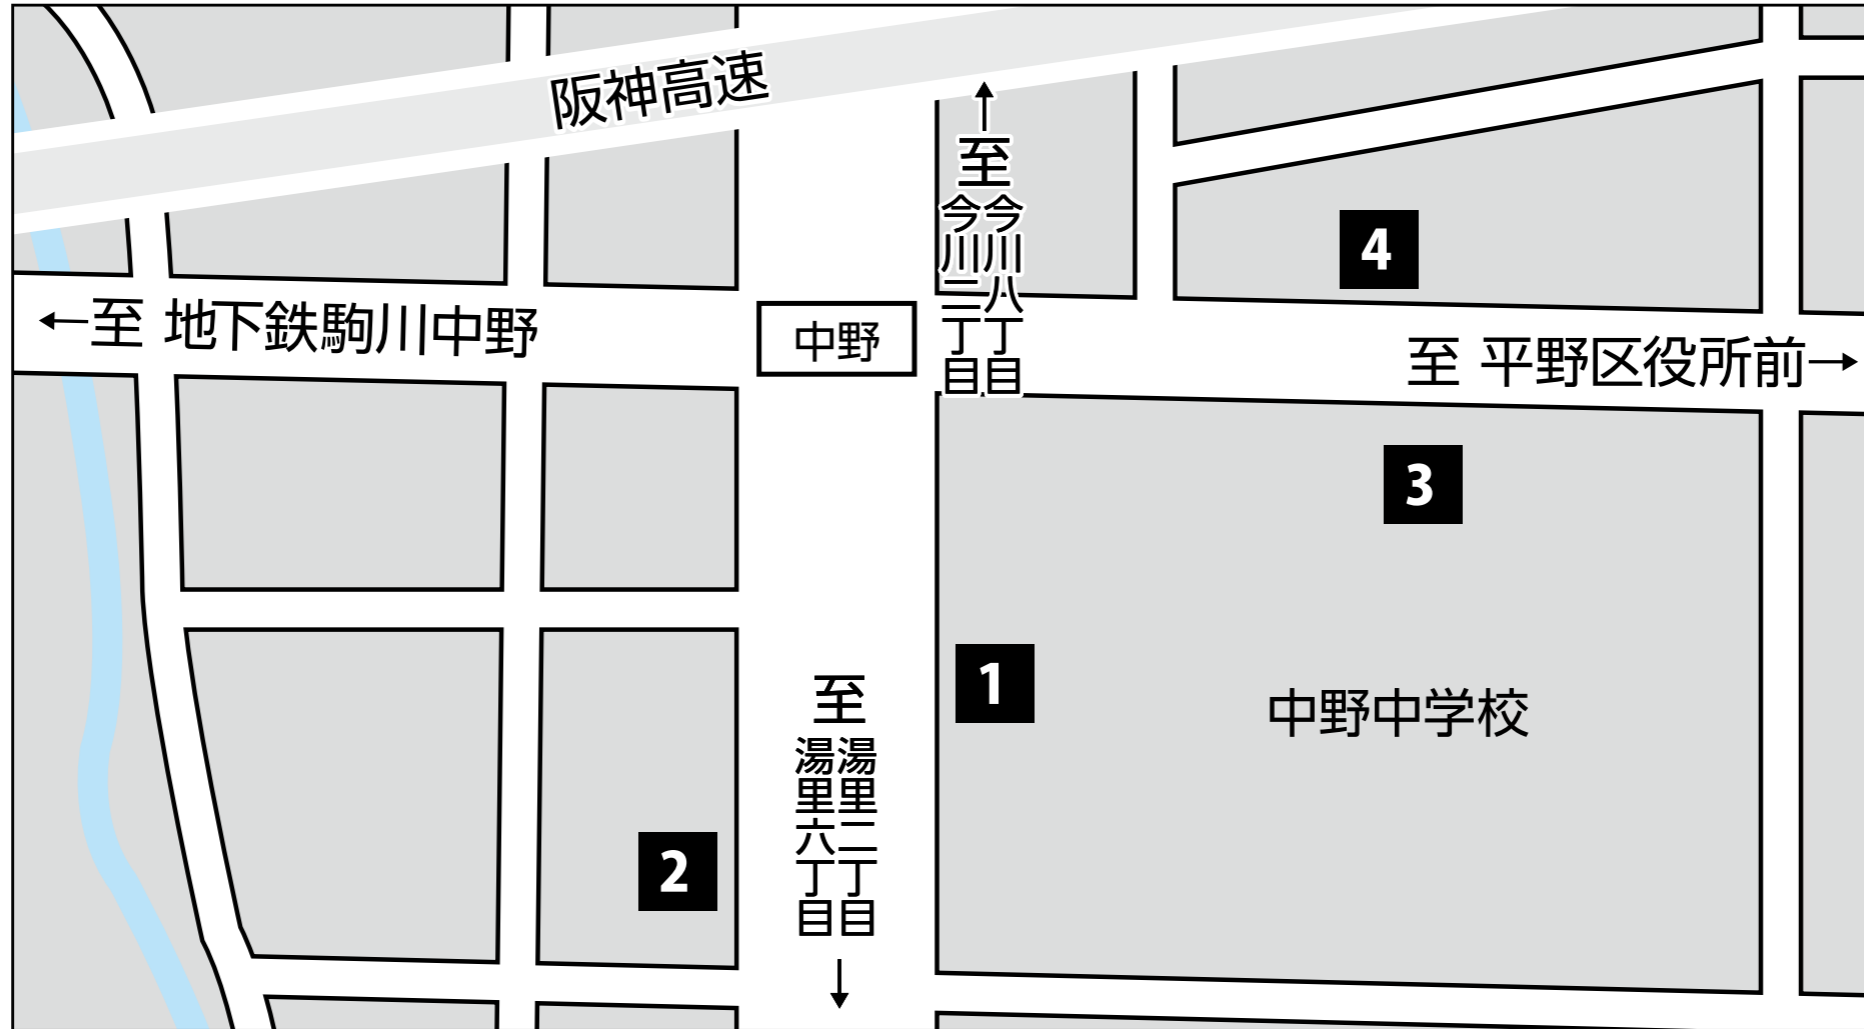 阪神高速
↑
至
今川八丁目
今川二丁目
4
←至 地下鉄駒川中野
中野
至 平野区役所前→
3
1
中野中学校
至
湯里二丁目
湯里六丁目
↓
2